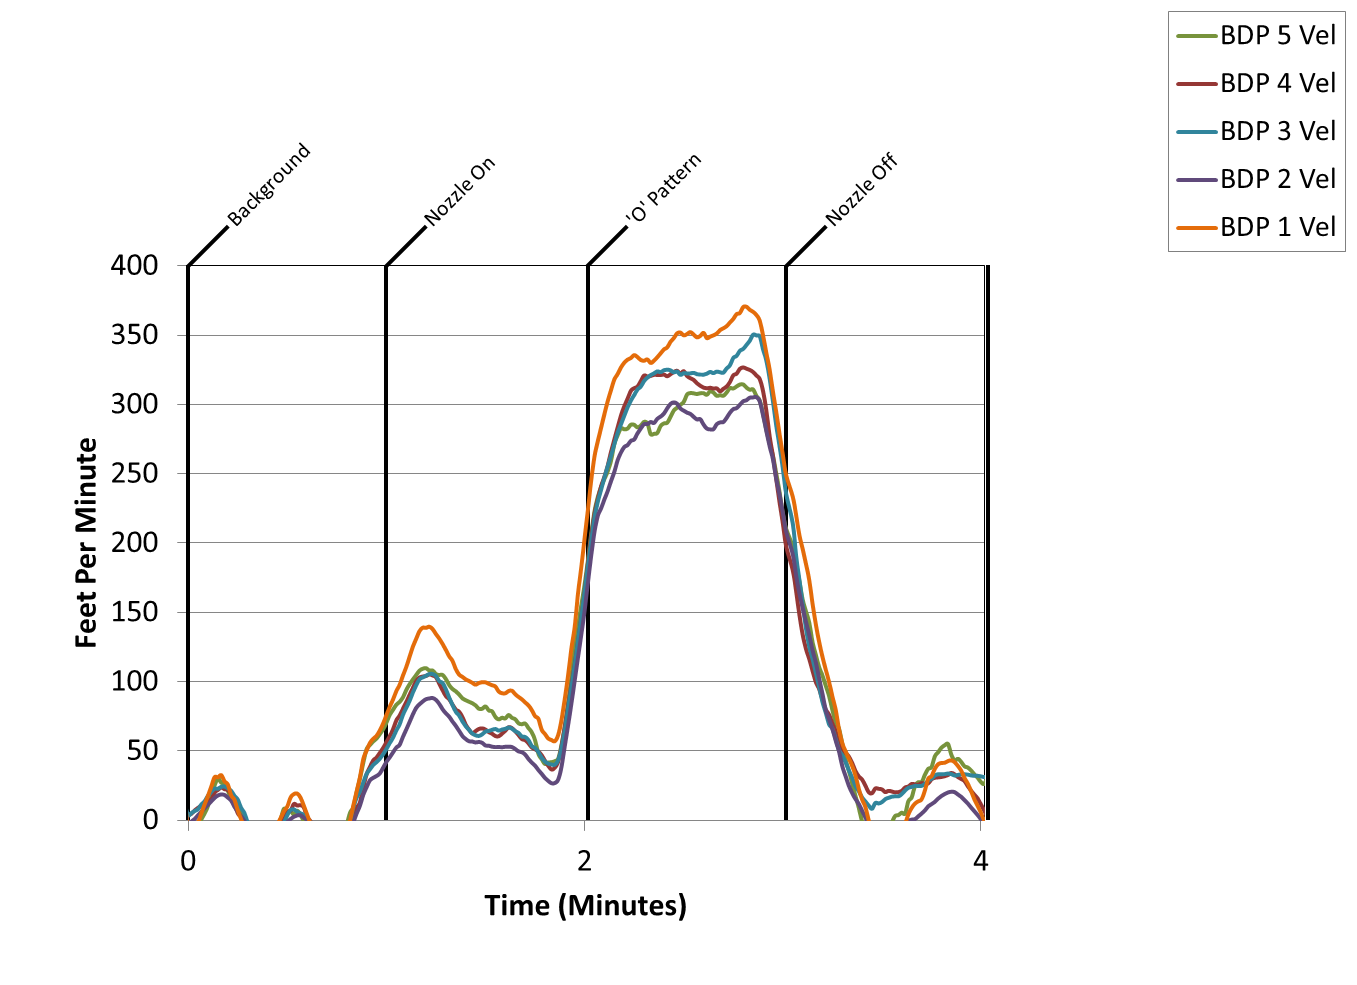 BDP 5 Vel
BDP 4 Vel
BDP 3 Vel
BDP 2 Vel
BDP 1 Vel
Background
Nozzle On
'O' Pattern
Nozzle Off
400
350
300
250
200
150
100
50
0
Feet Per Minute
0 2 4
Time (Minutes)